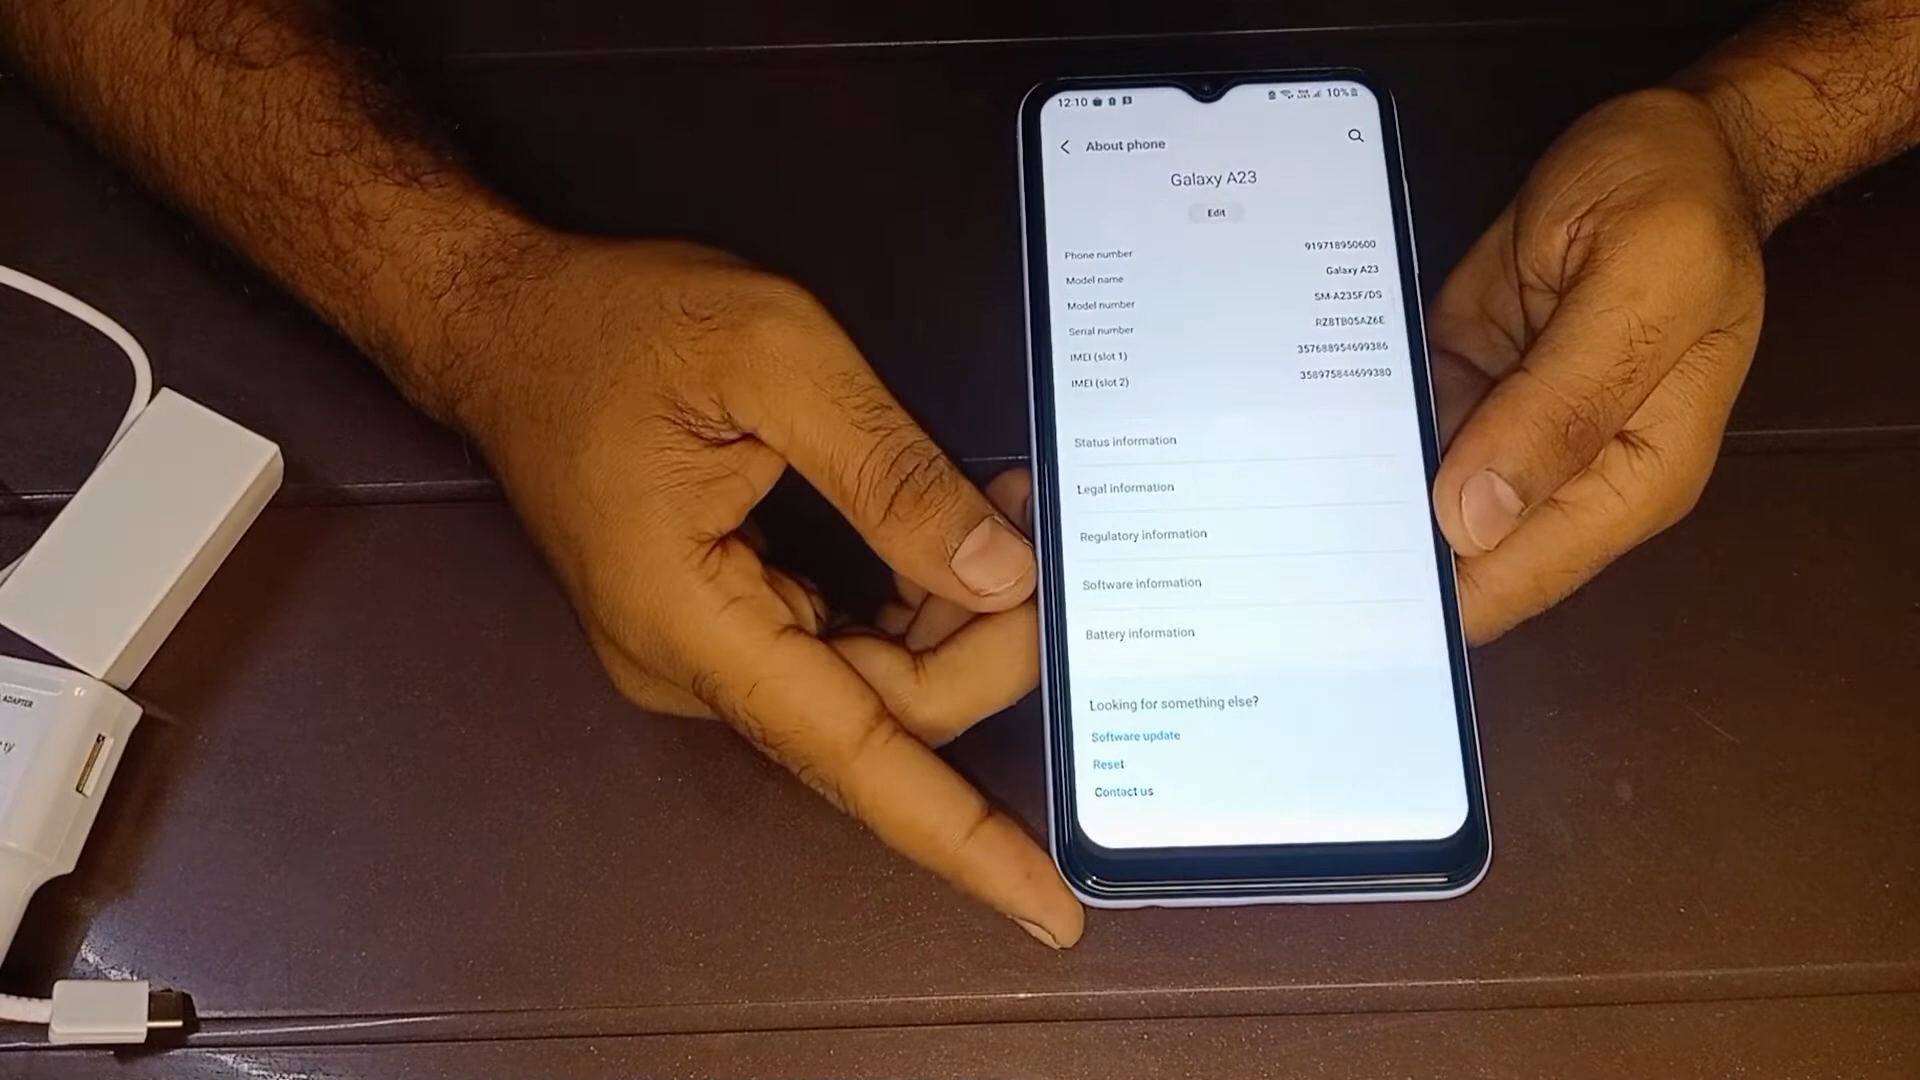 12:10
10%
About phone
Galaxy A23
Edit
Phone number 919718950600
Model name Galaxy A23
Model number SM-A235F/DS
Serial number RZ8TB05AZ6E
IMEI (slot 1) 357688954699386
IMEI (slot 2) 358975844699380
Status information
Legal information
Regulatory information
Software information
Battery information
Looking for something else?
Software update
Reset
Contact us
ADAPTER